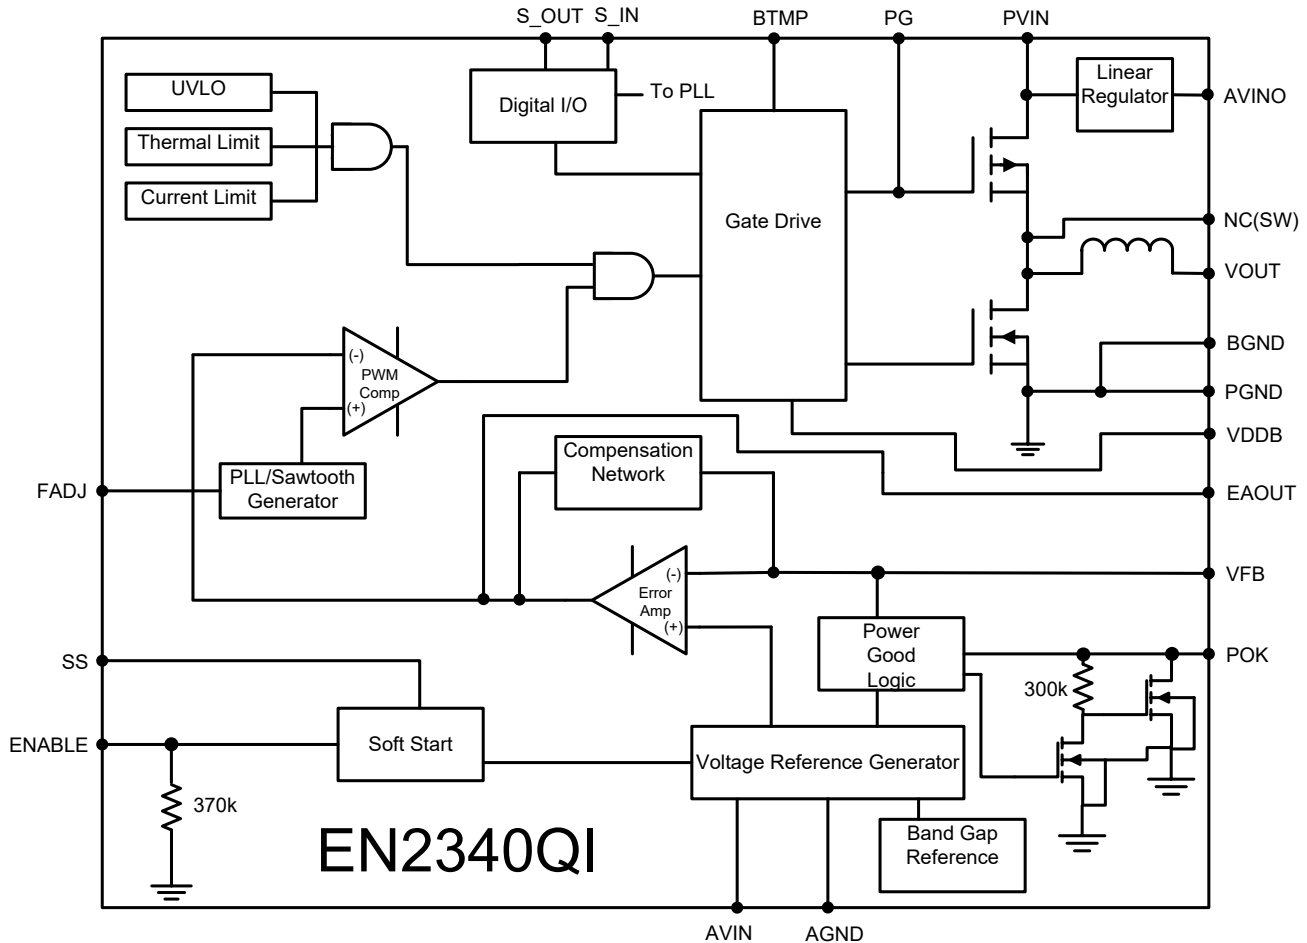 S_OUT
S_IN
BTMP
PG
PVIN
UVLO
Thermal Limit
Current Limit
Digital I/O
To PLL
Linear
Regulator
AVINO
Gate Drive
NC(SW)
VOUT
BGND
PGND
VDDB
EAOUT
(-)
PWM
Comp
(+)
FADJ
PLL/Sawtooth
Generator
Compensation
Network
(-)
Error
Amp
(+)
VFB
Power
Good
Logic
POK
300k
SS
ENABLE
Soft Start
370k
Voltage Reference Generator
Band Gap
Reference
EN2340QI
AVIN
AGND